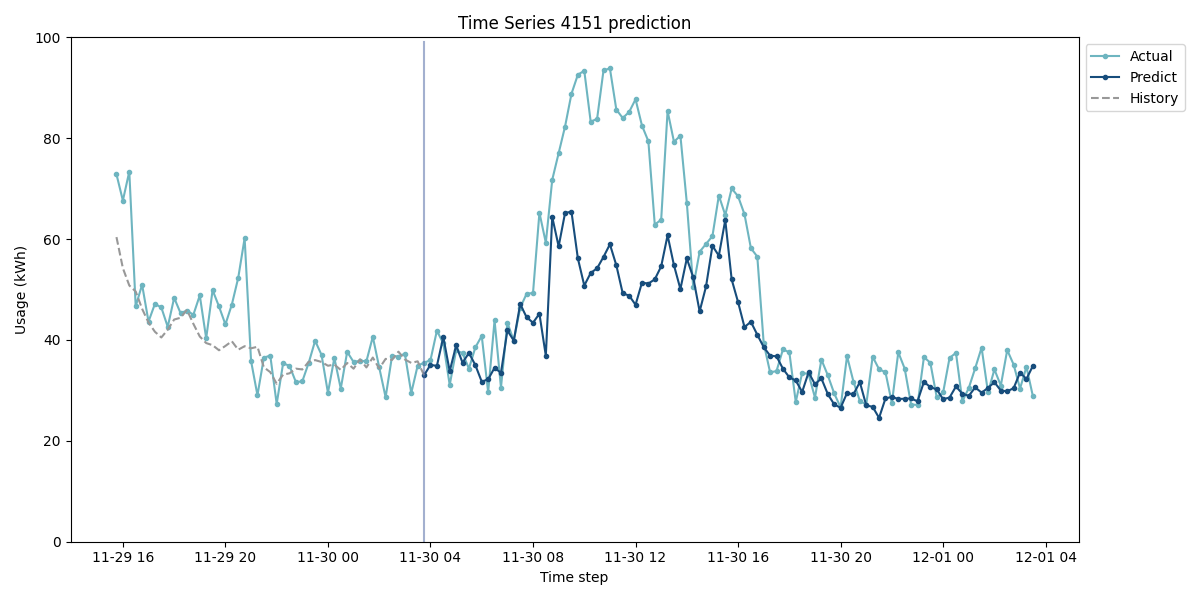 Time Series 4151 prediction
Usage (kWh)
100
80
60
40
20
0
11-29 16
11-29 20
11-30 00
11-30 04
11-30 08
11-30 12
11-30 16
11-30 20
12-01 00
12-01 04
Time step
Actual
Predict
History